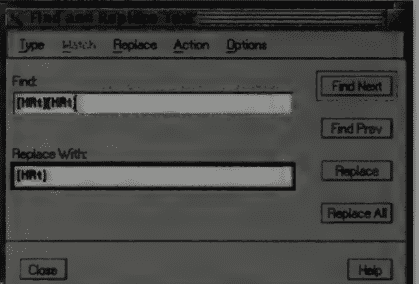 Find and Replace Text
Type Match Replace Action Options
Find:
[HRt][HRt]
Find Next
Find Prev
Replace With:
[HRt]
Replace
Replace All
Close
Help